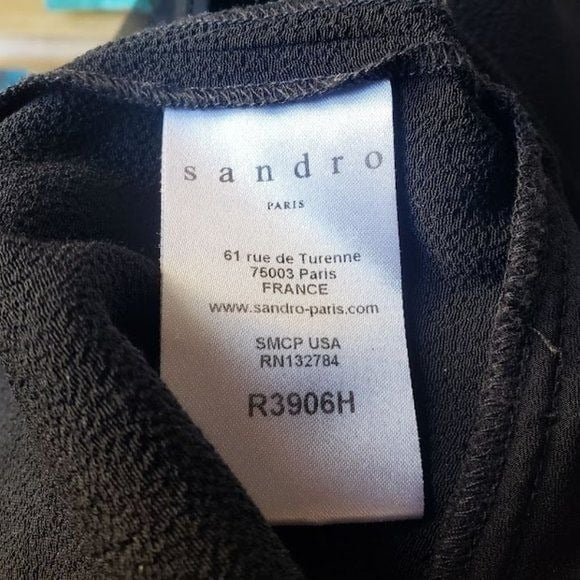 sandro
PARIS
61 rue de Turenne
75003 Paris
FRANCE
www.sandro-paris.com
SMCP USA
RN132784
R3906H